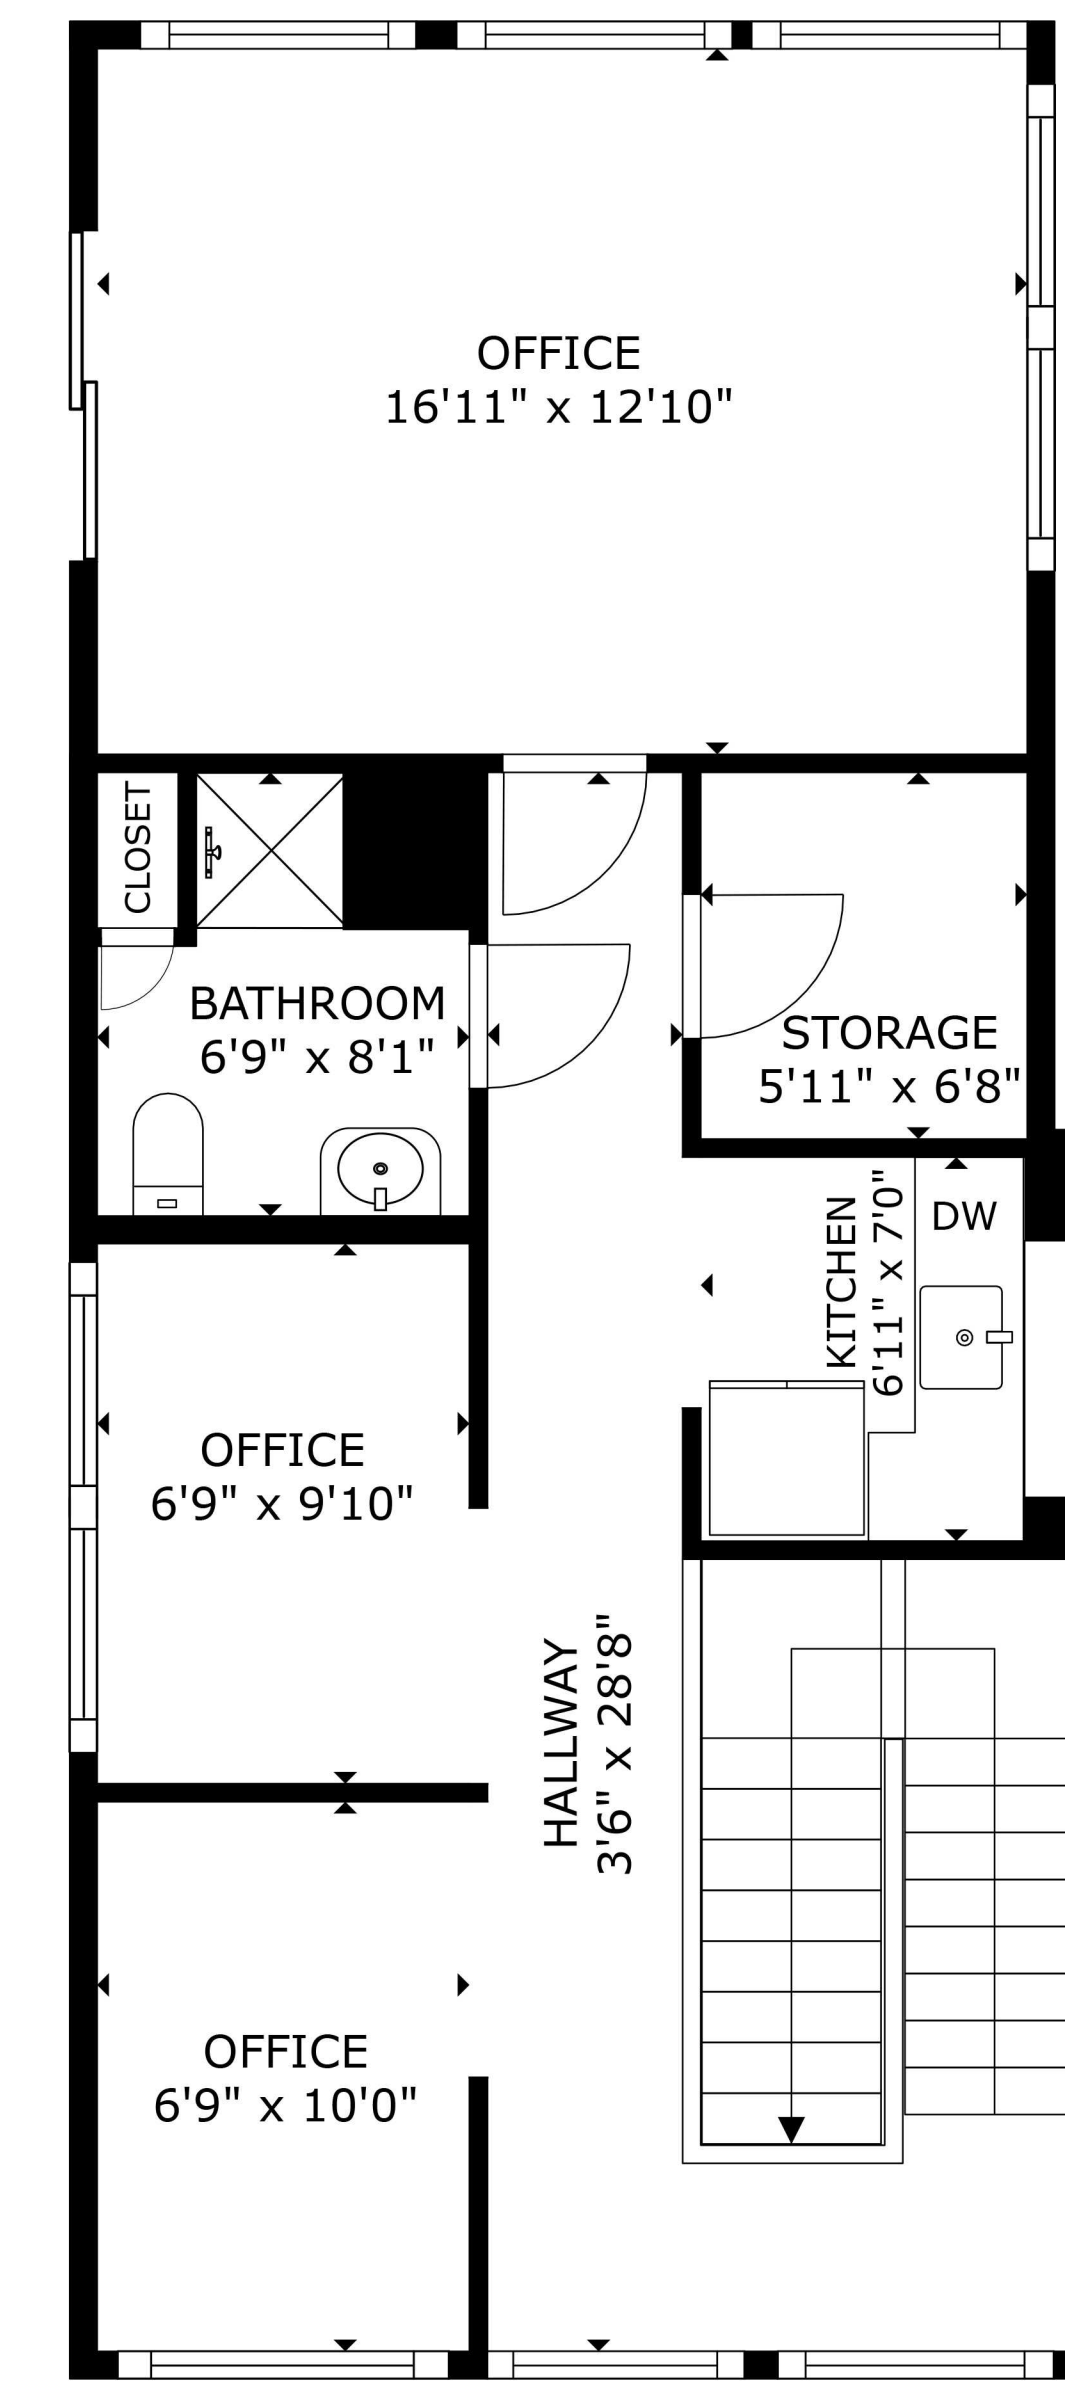 OFFICE
16'11" x 12'10"
CLOSET
BATHROOM
6'9" x 8'1"
STORAGE
5'11" x 6'8"
KITCHEN
6'11" x 7'0"
DW
OFFICE
6'9" x 9'10"
HALLWAY
3'6" x 28'8"
OFFICE
6'9" x 10'0"